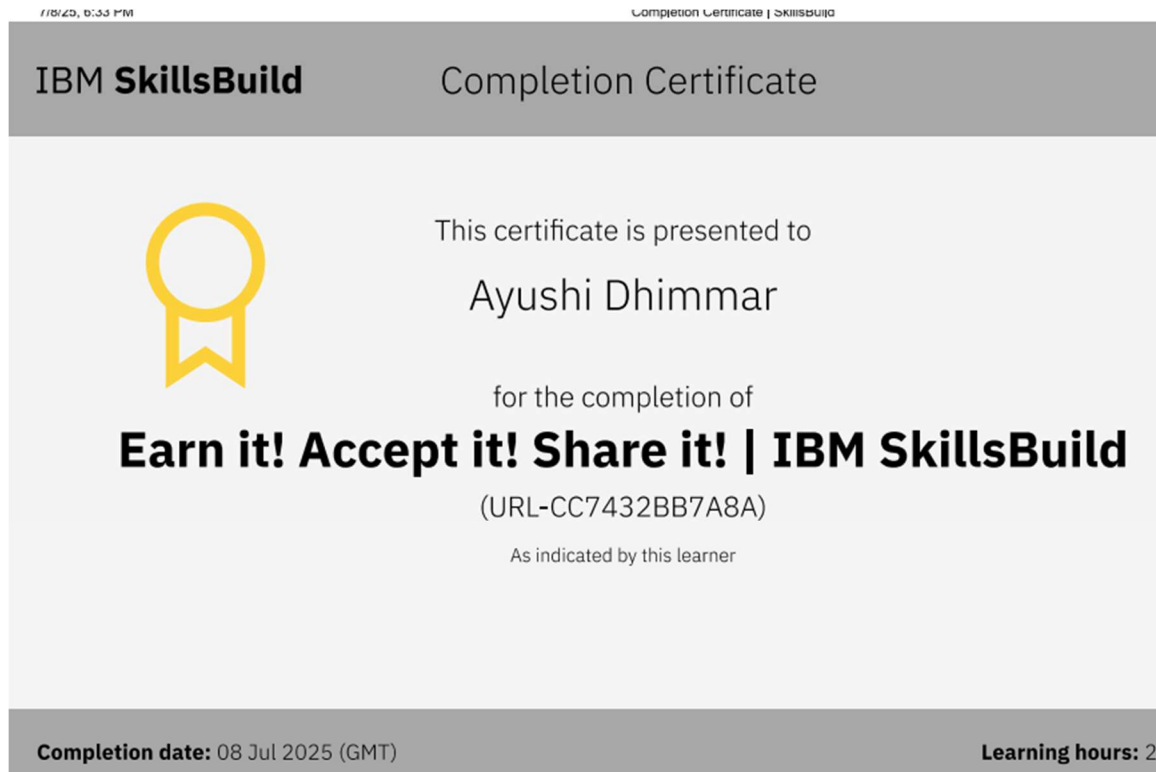 7/8/25, 6:33 PM Completion Certificate | SkillsBuild
IBM SkillsBuild Completion Certificate
This certificate is presented to
Ayushi Dhimmar
for the completion of
Earn it! Accept it! Share it! | IBM SkillsBuild
(URL-CC7432BB7A8A)
As indicated by this learner
Completion date: 08 Jul 2025 (GMT) Learning hours: 2